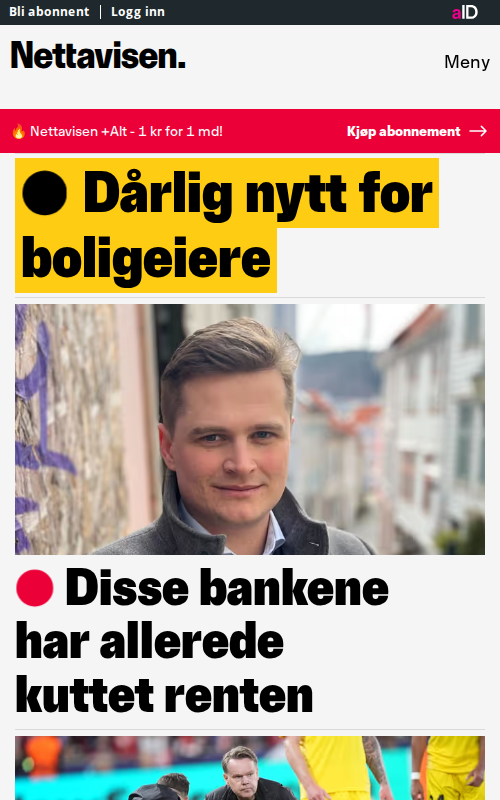 Bli abonnent | Logg inn
aID
Nettavisen.
Meny
🔥 Nettavisen +Alt - 1 kr for 1 md!
Kjøp abonnement →
Dårlig nytt for
boligeiere
Disse bankene
har allerede
kuttet renten